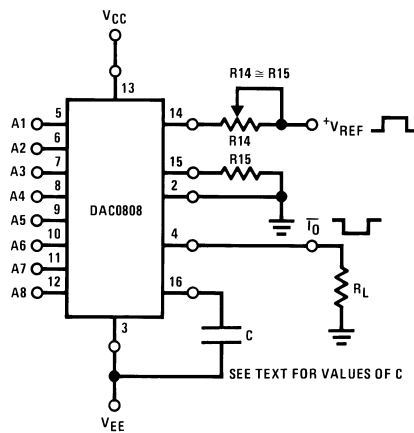 VCC
13
A1 5
A2 6
A3 7
A4 8
A5 9
A6 10
A7 11
A8 12
DAC0808
14
R14 ≅ R15
R14
+VREF
15
R15
2
4
I0
RL
16
C
3
SEE TEXT FOR VALUES OF C
VEE